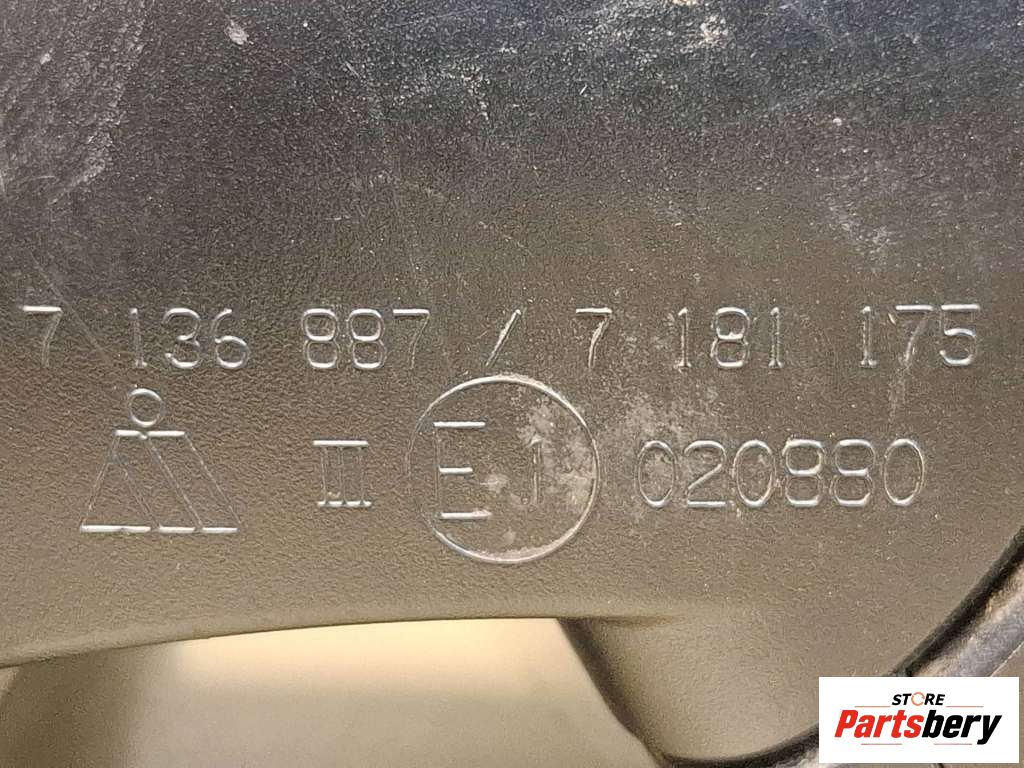 7 136 887 / 7 181 175
III E1 020880
STORE
Partsbery